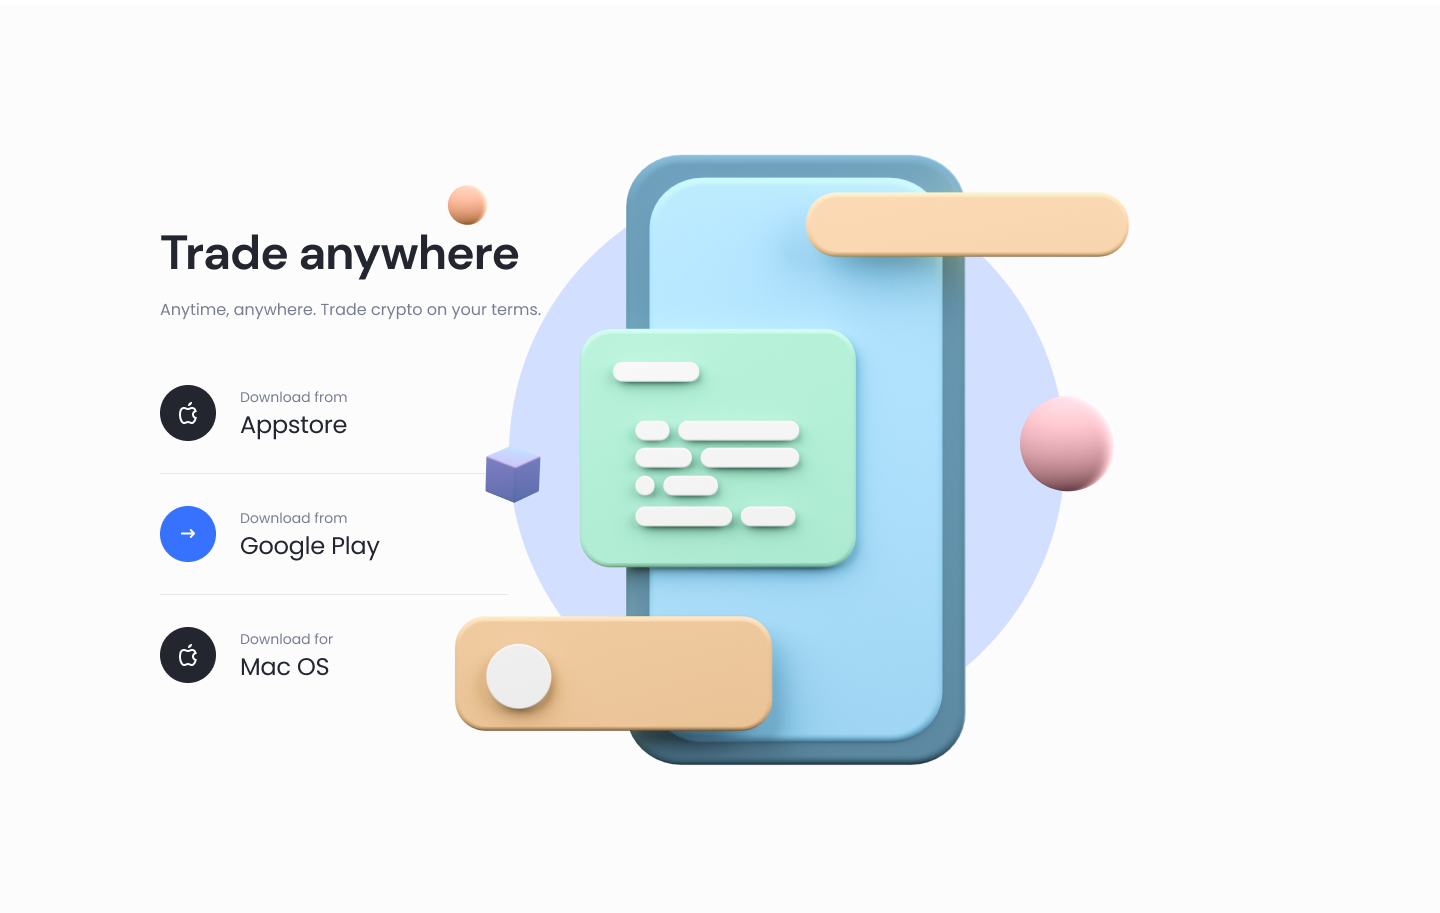 Trade anywhere
Anytime, anywhere. Trade crypto on your terms.
Download from
Appstore
Download from
Google Play
Download for
Mac OS